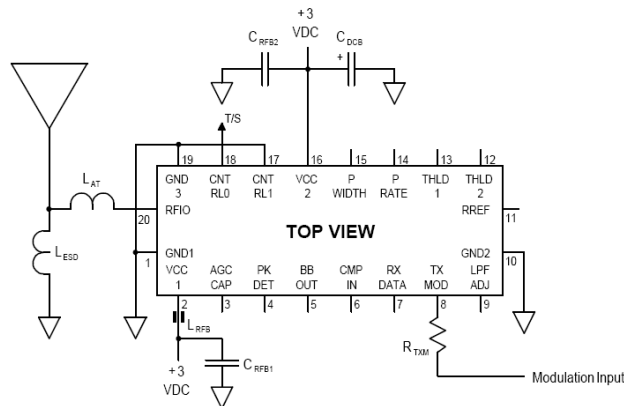 +3
VDC
C RFB2
C DCB
+
T/S
19 18 17 16 15 14 13 12
GND 3
CNT RL0
CNT RL1
VCC 2
P WIDTH
P RATE
THLD 1
THLD 2
L AT
20
RFIO
RREF
11
TOP VIEW
L ESD
1
GND1
GND2
10
VCC 1
AGC CAP
PK DET
BB OUT
CMP IN
RX DATA
TX MOD
LPF ADJ
2 3 4 5 6 7 8 9
L RFB
R TXM
C RFB1
+3
VDC
Modulation Input